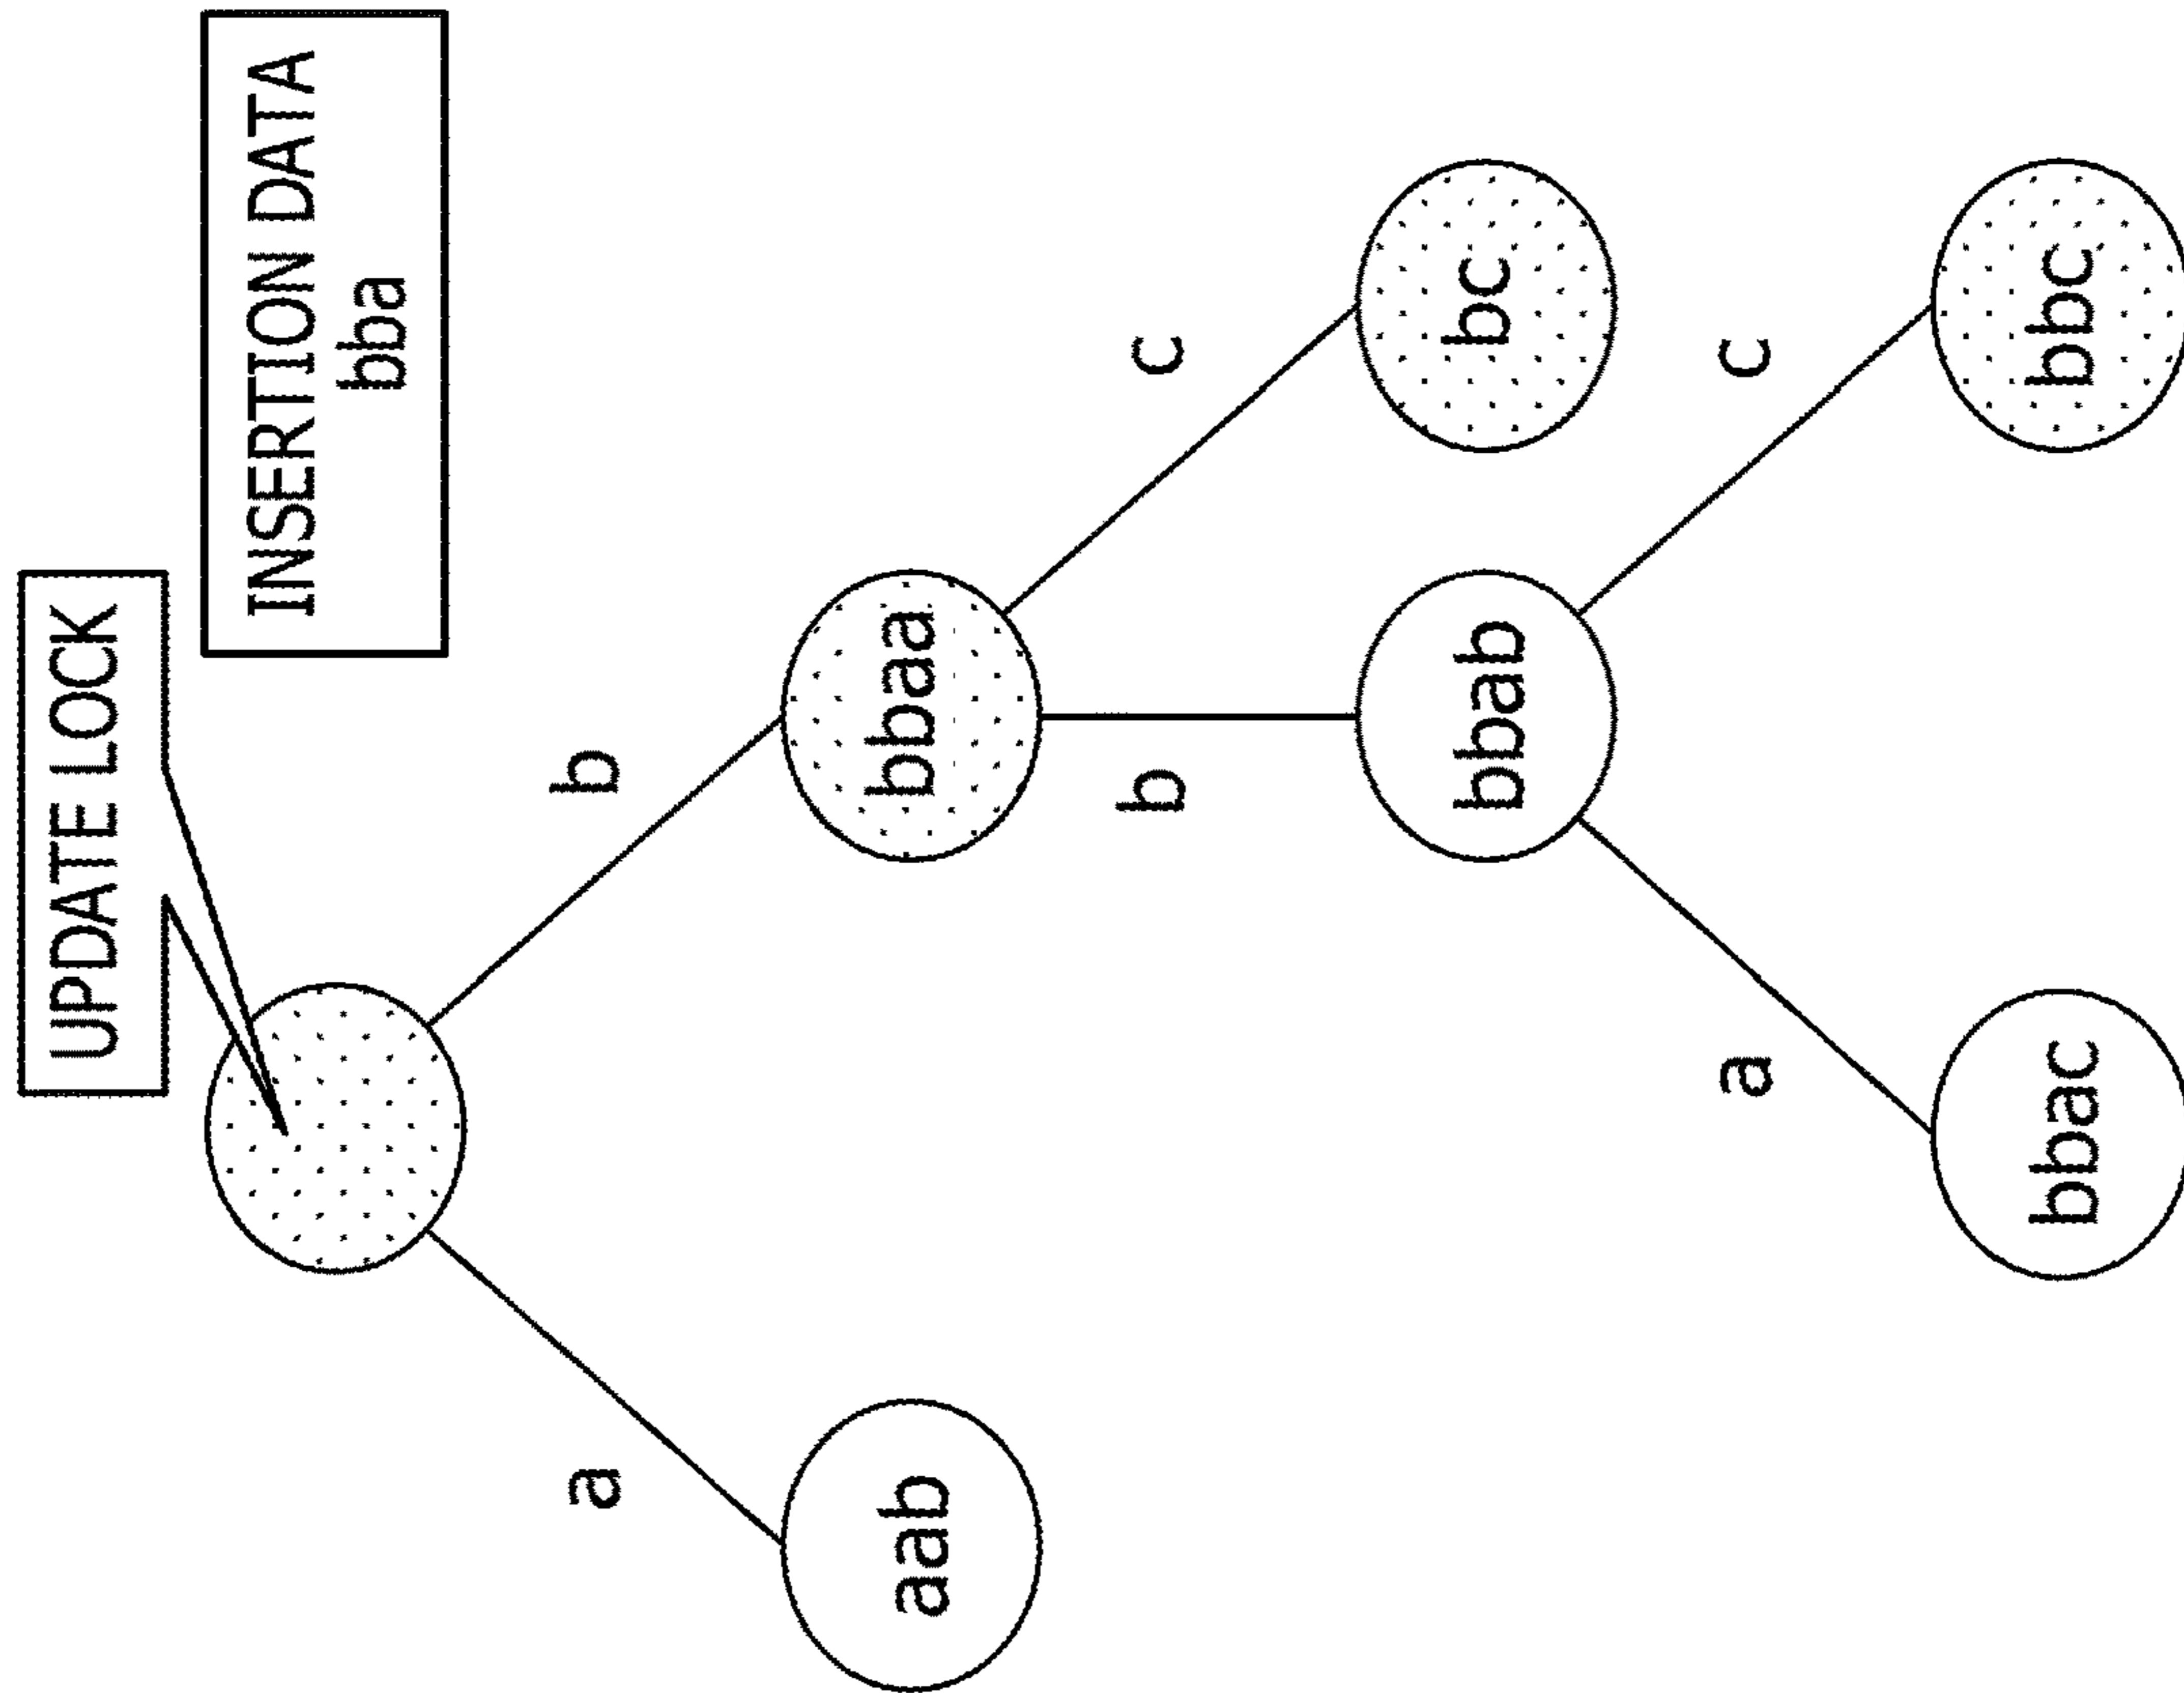 UPDATE LOCK
INSERTION DATA
bba
a
b
aab
bbaa
b
c
bbab
bc
a
c
bbac
bbc